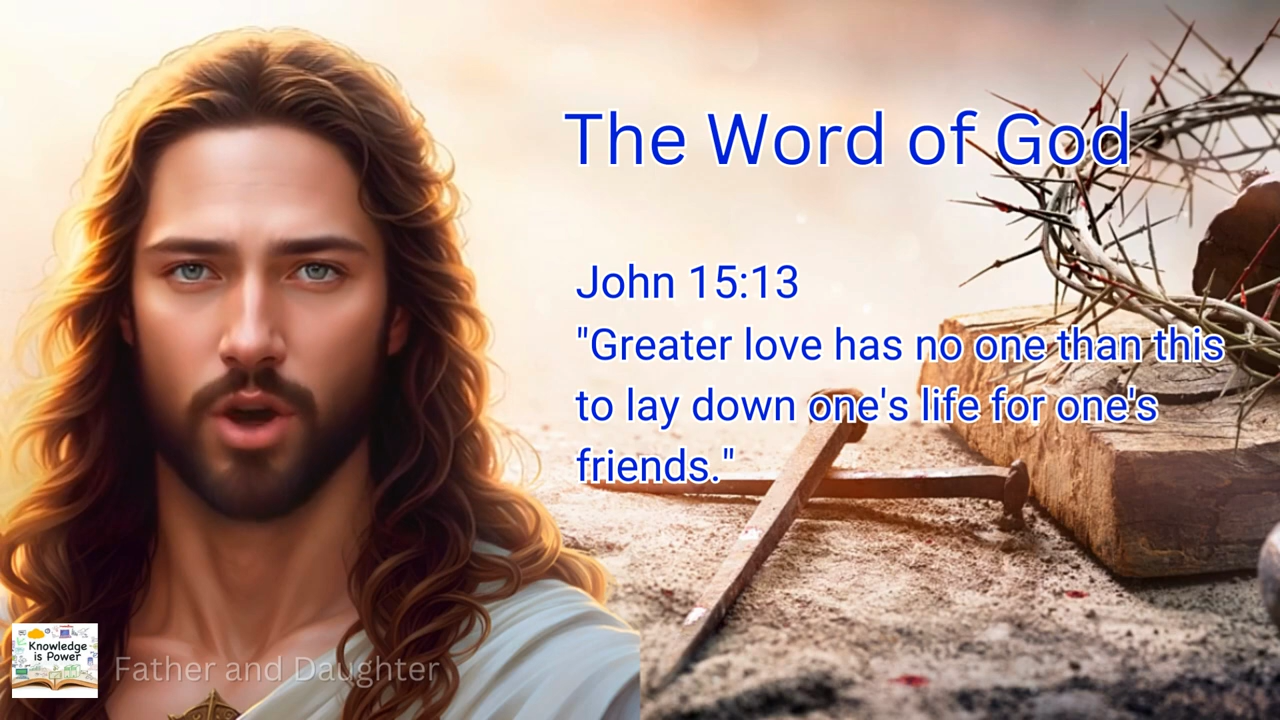 The Word of God
John 15:13
"Greater love has no one than this
to lay down one's life for one's
friends."
Knowledge
is Power
Father and Daughter